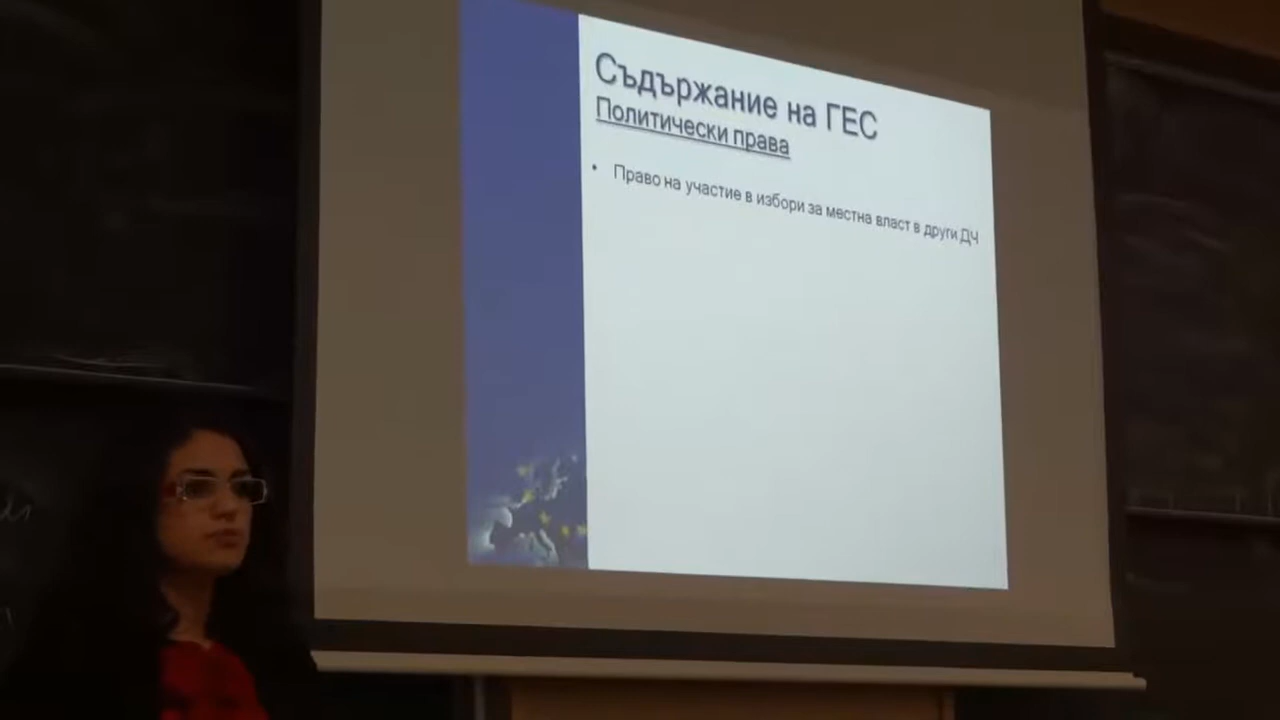 Съдържание на ГЕС
Политически права
• Право на участие в избори за местна власт в други ДЧ